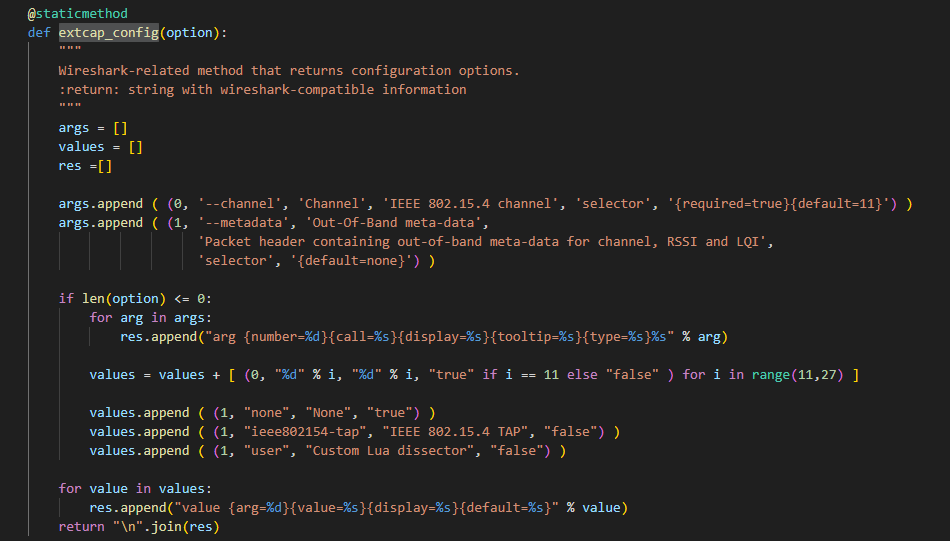 @staticmethod
def extcap_config(option):
    """
    Wireshark-related method that returns configuration options.
    :return: string with wireshark-compatible information
    """
    args = []
    values = []
    res =[]

    args.append ( (0, '--channel', 'Channel', 'IEEE 802.15.4 channel', 'selector', '{required=true}{default=11}') )
    args.append ( (1, '--metadata', 'Out-Of-Band meta-data',
                      'Packet header containing out-of-band meta-data for channel, RSSI and LQI',
                      'selector', '{default=none}') )

    if len(option) <= 0:
        for arg in args:
            res.append("arg {number=%d}{call=%s}{display=%s}{tooltip=%s}{type=%s}%s" % arg)

        values = values + [ (0, "%d" % i, "%d" % i, "true" if i == 11 else "false" ) for i in range(11,27) ]

        values.append ( (1, "none", "None", "true") )
        values.append ( (1, "ieee802154-tap", "IEEE 802.15.4 TAP", "false") )
        values.append ( (1, "user", "Custom Lua dissector", "false") )

    for value in values:
        res.append("value {arg=%d}{value=%s}{display=%s}{default=%s}" % value)
    return "\n".join(res)